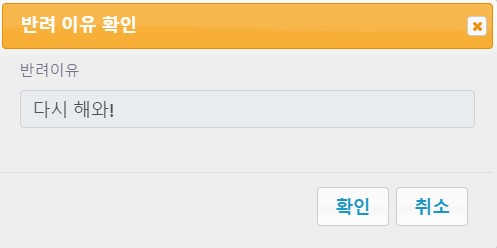 반려 이유 확인
반려이유
다시 해와!
확인
취소